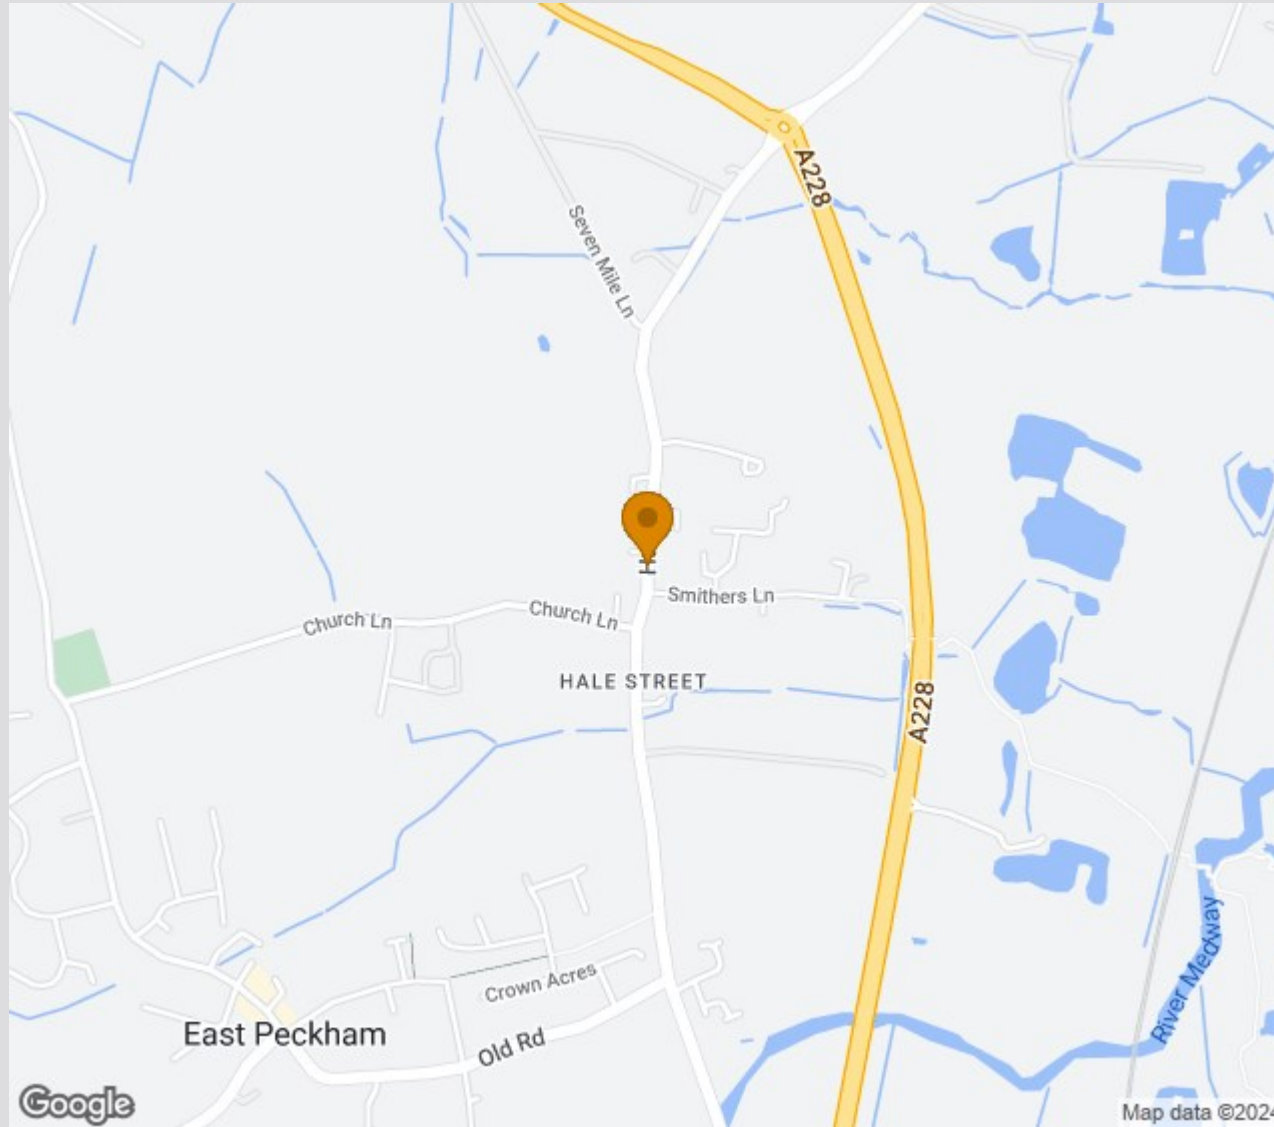 A228
Seven Mile Ln
Smithers Ln
Church Ln
Church Ln
HALE STREET
A228
River Medway
Crown Acres
East Peckham
Old Rd
Google
Map data ©2024